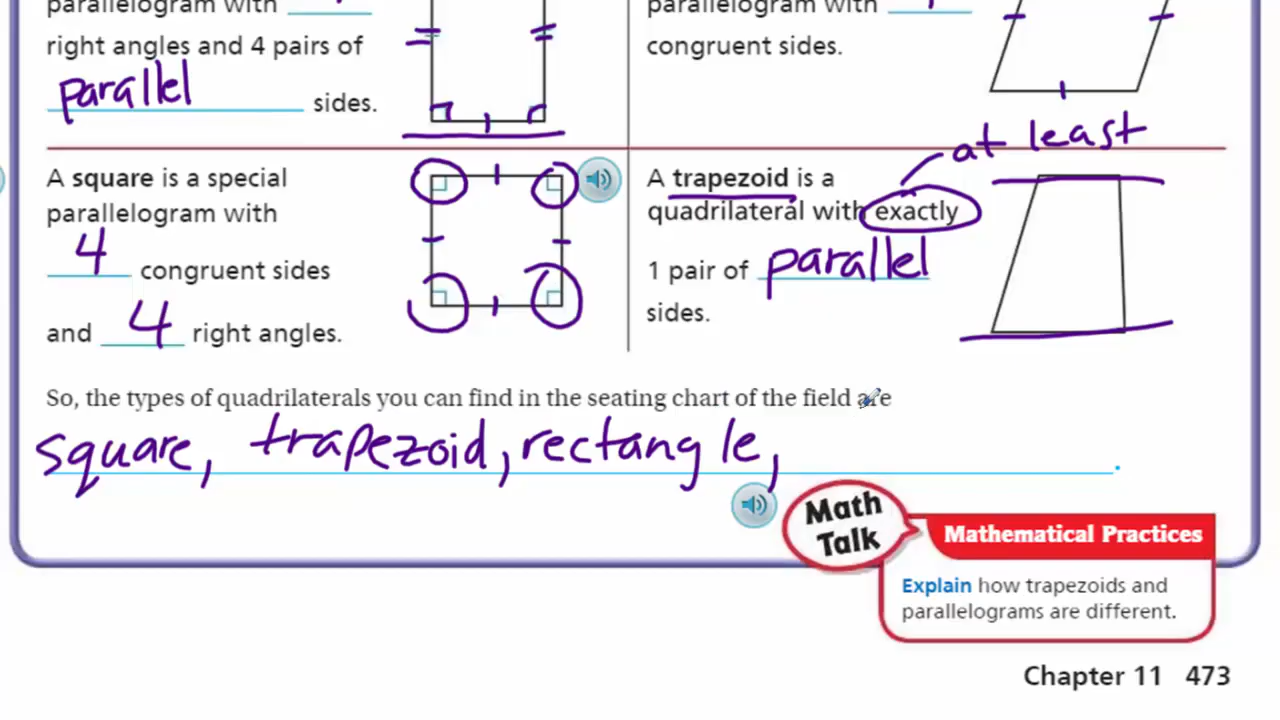 parallelogram with
right angles and 4 pairs of
parallel sides.
parallelogram with
congruent sides.
A square is a special
parallelogram with
4 congruent sides
and 4 right angles.
at least
A trapezoid is a
quadrilateral with exactly
1 pair of parallel
sides.
So, the types of quadrilaterals you can find in the seating chart of the field are
square, trapezoid, rectangle,
.
Math
Talk
Mathematical Practices
Explain how trapezoids and
parallelograms are different.
Chapter 11 473